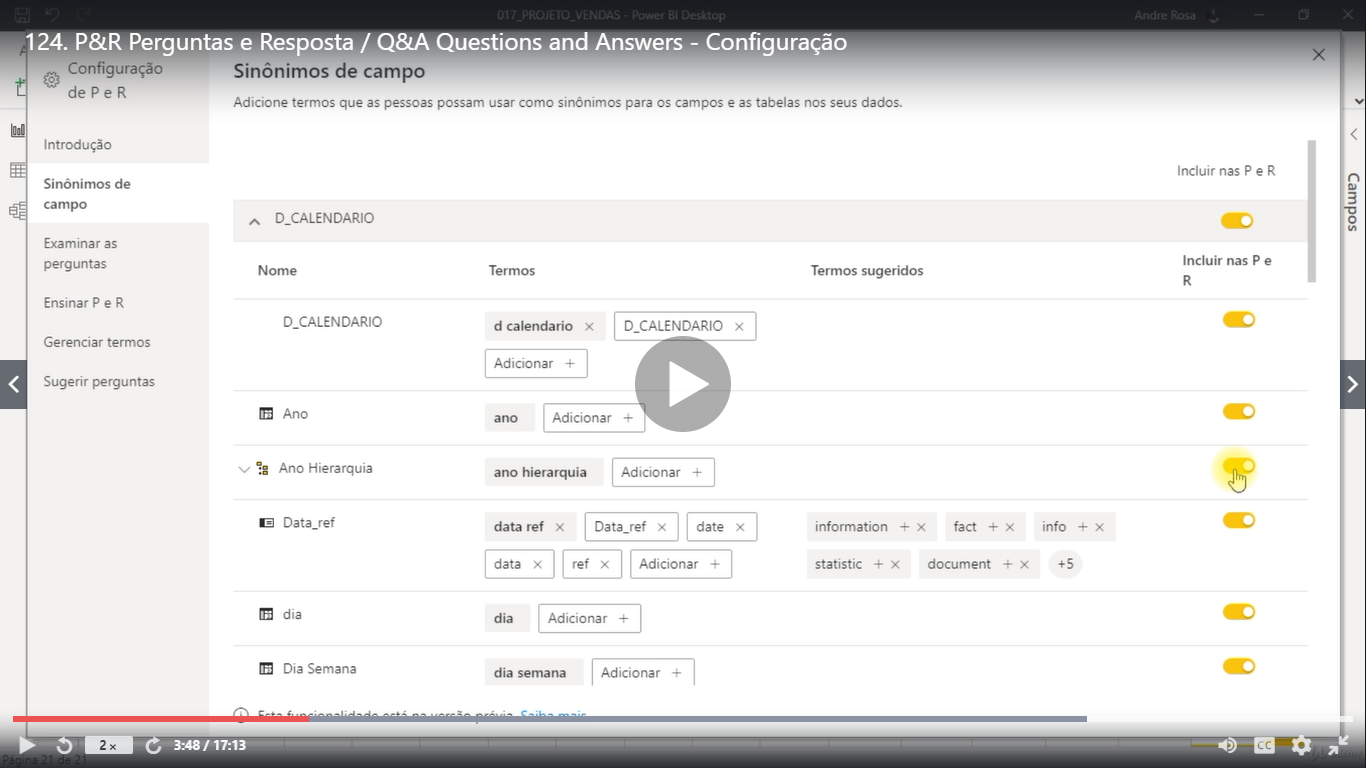 017_PROJETO_VENDAS - Power BI Desktop
Andre Rosa
124. P&R Perguntas e Resposta / Q&A Questions and Answers - Configuração
Configuração
de P e R
Sinônimos de campo
Adicione termos que as pessoas possam usar como sinônimos para os campos e as tabelas nos seus dados.
Introdução
Sinônimos de
campo
Examinar as
perguntas
Ensinar P e R
Gerenciar termos
Sugerir perguntas
Campos
Incluir nas P e R
D_CALENDARIO
Nome Termos Termos sugeridos Incluir nas P e
R
D_CALENDARIO d calendario × D_CALENDARIO ×
Adicionar +
Ano ano Adicionar +
Ano Hierarquia ano hierarquia Adicionar +
Data_ref data ref × Data_ref × date × information + × fact + × info + ×
data × ref × Adicionar + statistic + × document + × +5
dia dia Adicionar +
Dia Semana dia semana Adicionar +
Esta funcionalidade está na versão prévia. Saiba mais
2× 3:48 / 17:13 CC
Página 21 de 21